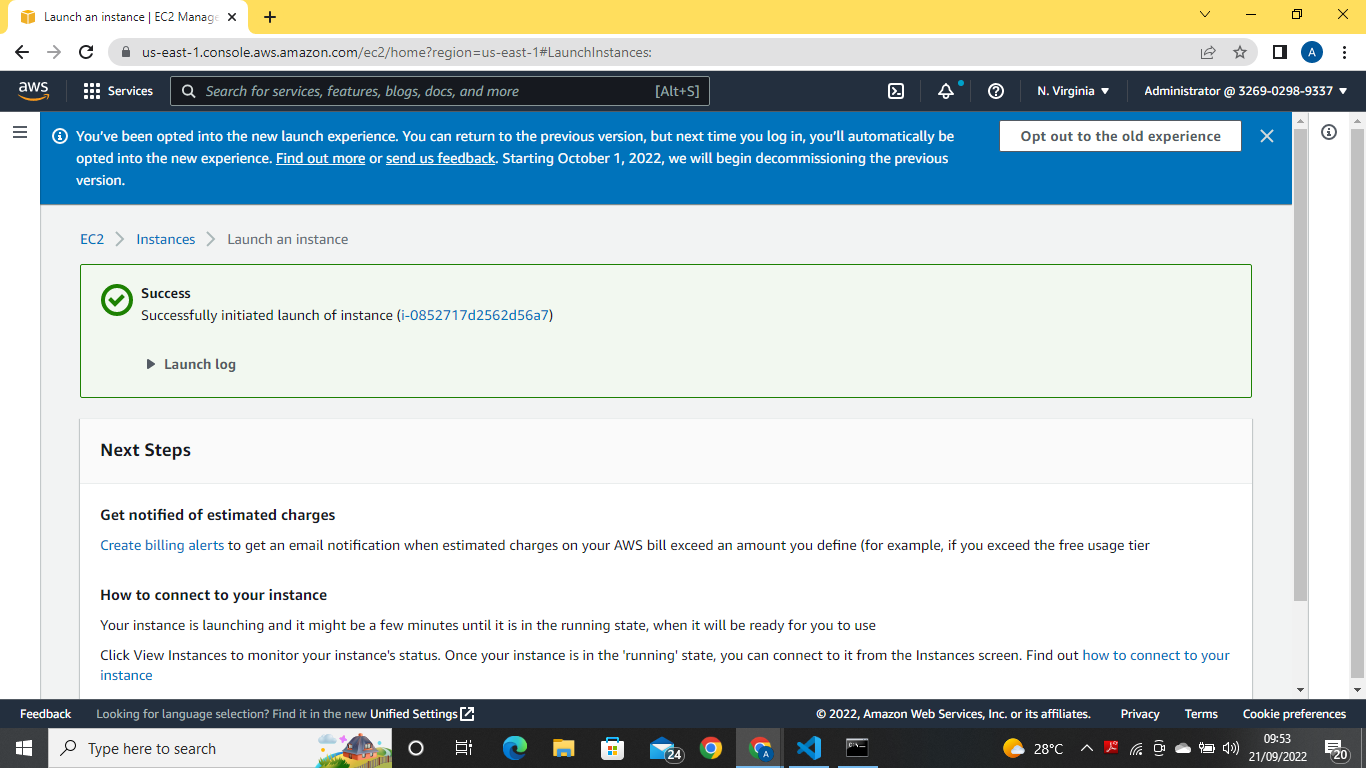 Launch an instance | EC2 Manage
us-east-1.console.aws.amazon.com/ec2/home?region=us-east-1#LaunchInstances:
A
aws
Services
Search for services, features, blogs, docs, and more
[Alt+S]
N. Virginia
Administrator @ 3269-0298-9337
You've been opted into the new launch experience. You can return to the previous version, but next time you log in, you'll automatically be
opted into the new experience. Find out more or send us feedback. Starting October 1, 2022, we will begin decommissioning the previous
version.
Opt out to the old experience
EC2
Instances
Launch an instance
Success
Successfully initiated launch of instance (i-0852717d2562d56a7)
Launch log
Next Steps
Get notified of estimated charges
Create billing alerts to get an email notification when estimated charges on your AWS bill exceed an amount you define (for example, if you exceed the free usage tier
How to connect to your instance
Your instance is launching and it might be a few minutes until it is in the running state, when it will be ready for you to use
Click View Instances to monitor your instance's status. Once your instance is in the 'running' state, you can connect to it from the Instances screen. Find out how to connect to your
instance
Feedback
Looking for language selection? Find it in the new Unified Settings
© 2022, Amazon Web Services, Inc. or its affiliates.
Privacy
Terms
Cookie preferences
Type here to search
24
A
28°C
09:53
21/09/2022
20